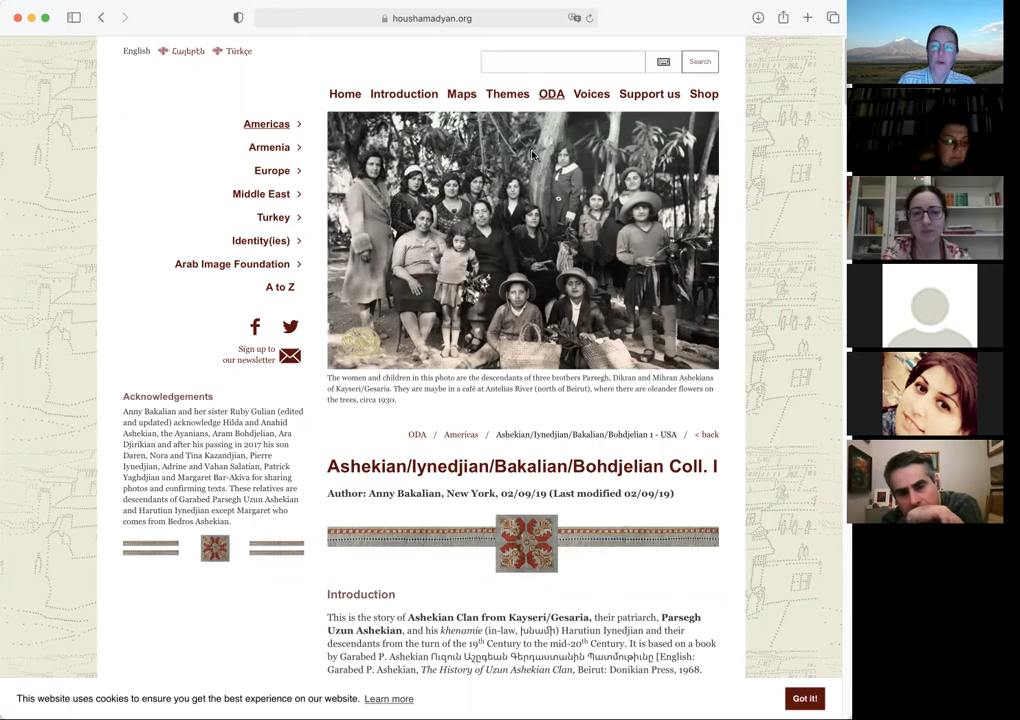 houshamadyan.org
English Հայերէն Türkçe
Search
Home Introduction Maps Themes ODA Voices Support us Shop
Americas
Armenia
Europe
Middle East
Turkey
Identity(ies)
Arab Image Foundation
A to Z
Sign up to
our newsletter
Acknowledgements
Anny Bakalian and her sister Ruby Gulian (edited
and updated) acknowledge Hilda and Anahid
Ashekian, the Ayanians, Aram Bohdjelian, Ara
Djirikian and after his passing in 2017 his son
Daren, Nora and Tina Kazandjian, Pierre
Iynedjian, Adrine and Vahan Salatian, Patrick
Yaghdjian and Margaret Bar-Akiva for sharing
photos and confirming texts. These relatives are
descendants of Garabed Parsegh Uzun Ashekian
and Harutiun Iynedjian except Margaret who
comes from Bedros Ashekian.
The women and children in this photo are the descendants of three brothers Parsegh, Dikran and Mihran Ashekians
of Kayseri/Gesaria. They are maybe in a café at Antelias River (north of Beirut), where there are oleander flowers on
the trees, circa 1930.
ODA / Americas / Ashekian/Iynedjian/Bakalian/Bohdjelian 1 - USA / < back
Ashekian/Iynedjian/Bakalian/Bohdjelian Coll. I
Author: Anny Bakalian, New York, 02/09/19 (Last modified 02/09/19)
Introduction
This is the story of Ashekian Clan from Kayseri/Gesaria, their patriarch, Parsegh
Uzun Ashekian, and his khenamie (in-law, խնամի) Harutiun Iynedjian and their
descendants from the turn of the 19th Century to the mid-20th Century. It is based on a book
by Garabed P. Ashekian Ուզուն Աշըգեան Գերդաստանին Պատմութիւնը [English:
Garabed P. Ashekian, The History of Uzun Ashekian Clan, Beirut: Donikian Press, 1968.
This website uses cookies to ensure you get the best experience on our website. Learn more
Got it!